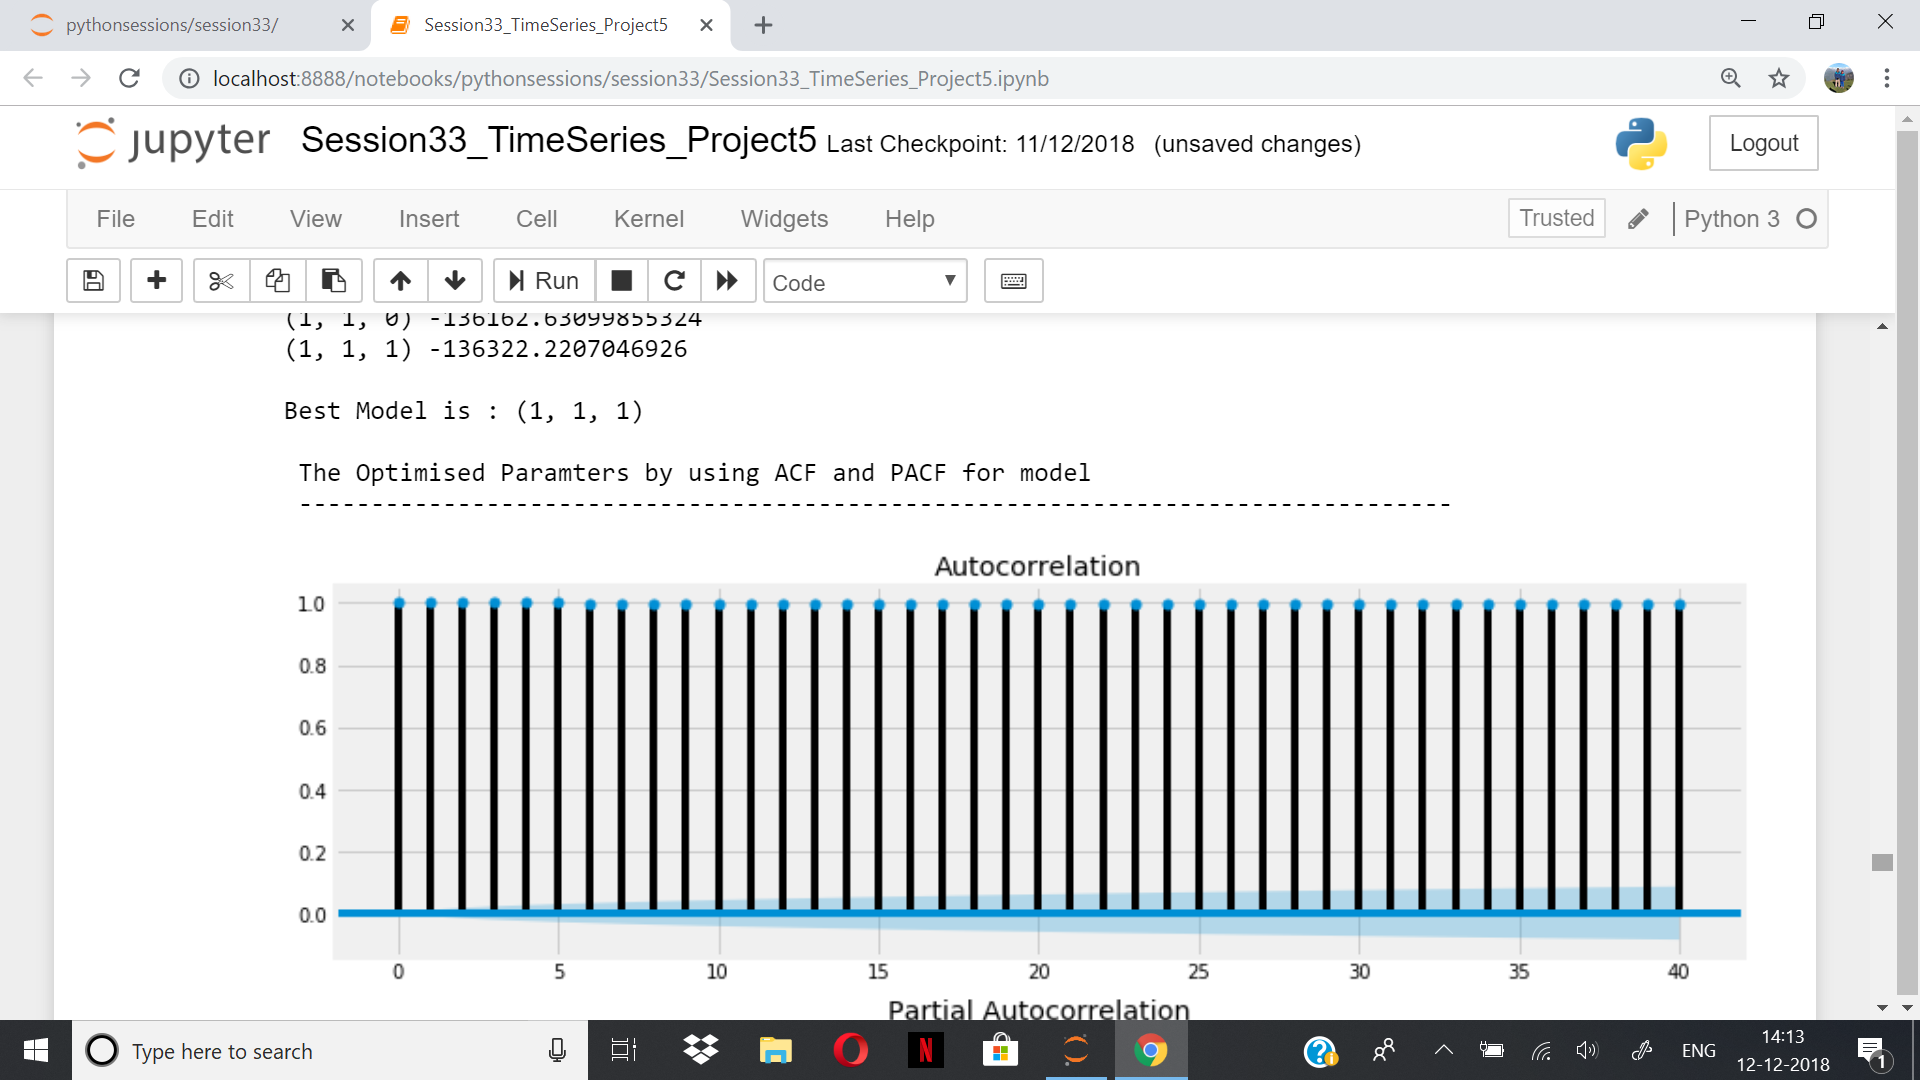 pythonsessions/session33/
Session33_TimeSeries_Project5
localhost:8888/notebooks/pythonsessions/session33/Session33_TimeSeries_Project5.ipynb
jupyter Session33_TimeSeries_Project5 Last Checkpoint: 11/12/2018 (unsaved changes)
Logout
File Edit View Insert Cell Kernel Widgets Help
Trusted
Python 3
Run
Code
(1, 1, 0) -136162.63099855324
(1, 1, 1) -136322.2207046926
Best Model is : (1, 1, 1)
The Optimised Paramters by using ACF and PACF for model
--------------------------------------------------------------------------------
Autocorrelation
1.0
0.8
0.6
0.4
0.2
0.0
0 5 10 15 20 25 30 35 40
Partial Autocorrelation
Type here to search
N
ENG
14:13
12-12-2018
1